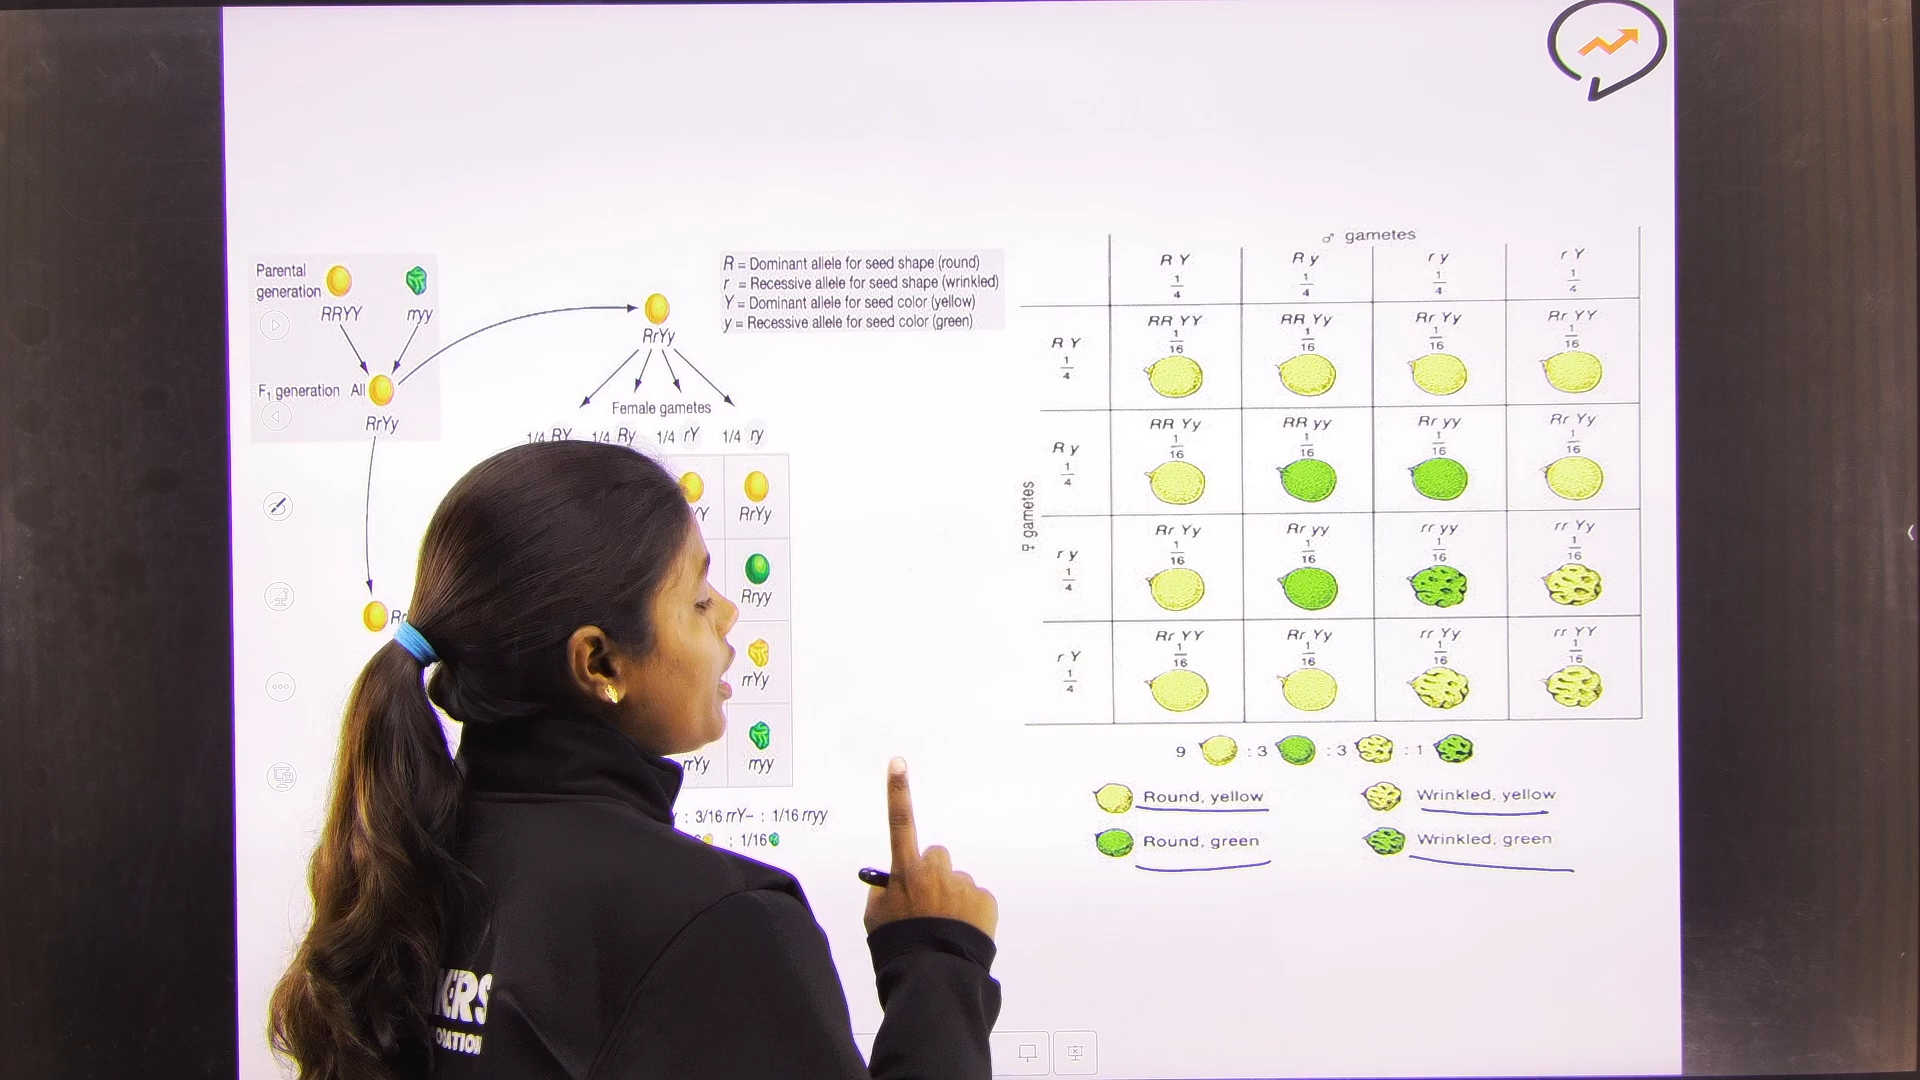 Parental
generation
RRYY
rryy
F1 generation All
RrYy
RrYy
R = Dominant allele for seed shape (round)
r = Recessive allele for seed shape (wrinkled)
Y = Dominant allele for seed color (yellow)
y = Recessive allele for seed color (green)
Female gametes
1/4 RY 1/4 Ry 1/4 rY 1/4 ry
RrYy
Rryy
rrYy
rrYy rryy
: 3/16 rrY– : 1/16 rryy
: 1/16
♂ gametes
R Y R y r y r Y
1/4 1/4 1/4 1/4
♀ gametes
R Y 1/4
RR YY RR Yy Rr Yy Rr YY
1/16 1/16 1/16 1/16
R y 1/4
RR Yy RR yy Rr yy Rr Yy
1/16 1/16 1/16 1/16
r y 1/4
Rr Yy Rr yy rr yy rr Yy
1/16 1/16 1/16 1/16
r Y 1/4
Rr YY Rr Yy rr Yy rr YY
1/16 1/16 1/16 1/16
9 : 3 : 3 : 1
Round, yellow Wrinkled, yellow
Round, green Wrinkled, green